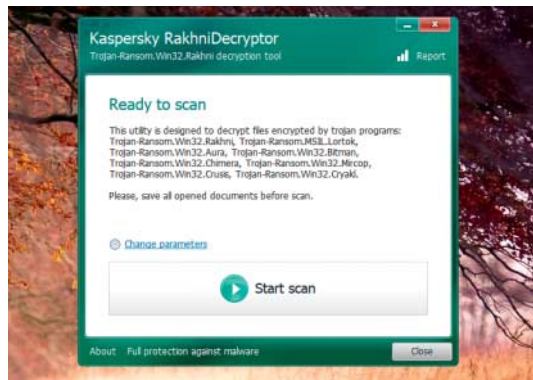 Kaspersky RakhniDecryptor
Trojan-Ransom.Win32.Rakhni decryption tool
Report
Ready to scan
This utility is designed to decrypt files encrypted by trojan programs:
Trojan-Ransom.Win32.Rakhni, Trojan-Ransom.MSIL.Lortok,
Trojan-Ransom.Win32.Aura, Trojan-Ransom.Win32.Bitman,
Trojan-Ransom.Win32.Chimera, Trojan-Ransom.Win32.Mircop,
Trojan-Ransom.Win32.Crusis, Trojan-Ransom.Win32.Cryakl.
Please, save all opened documents before scan.
Change parameters
Start scan
About Full protection against malware Close